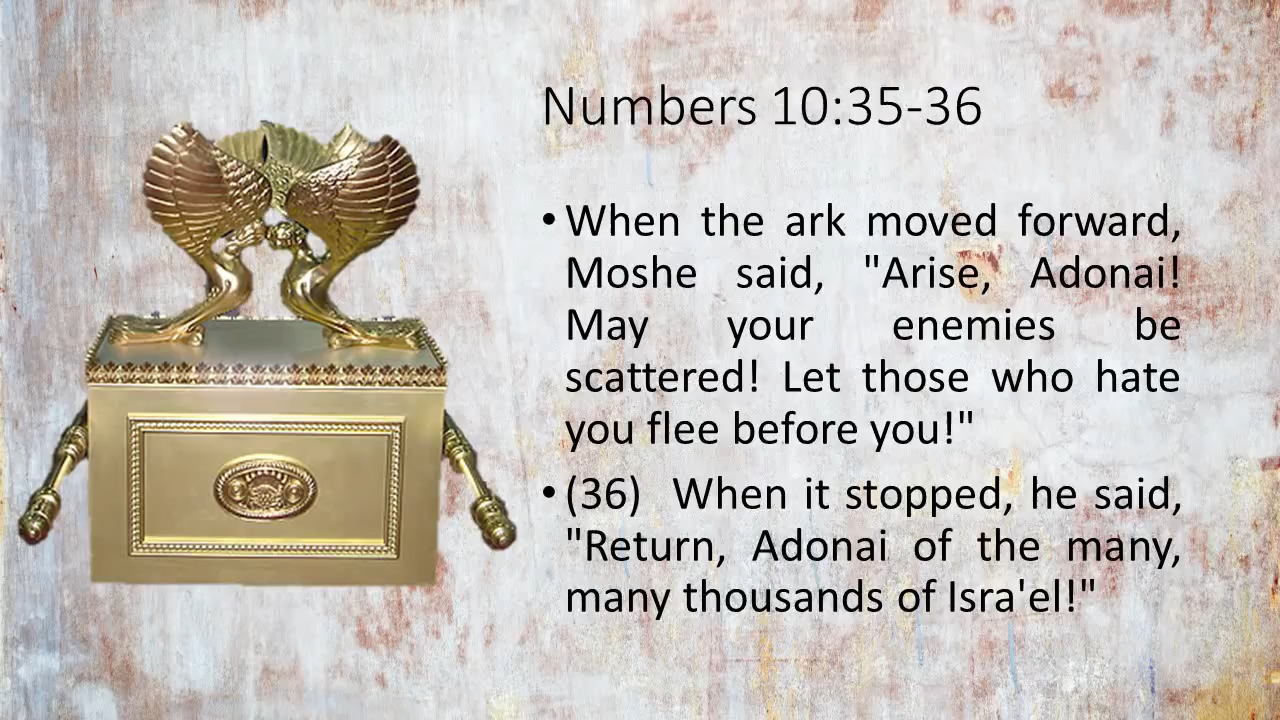 Numbers 10:35-36
• When the ark moved forward,
Moshe said, "Arise, Adonai!
May your enemies be
scattered! Let those who hate
you flee before you!"
• (36) When it stopped, he said,
"Return, Adonai of the many,
many thousands of Isra'el!"